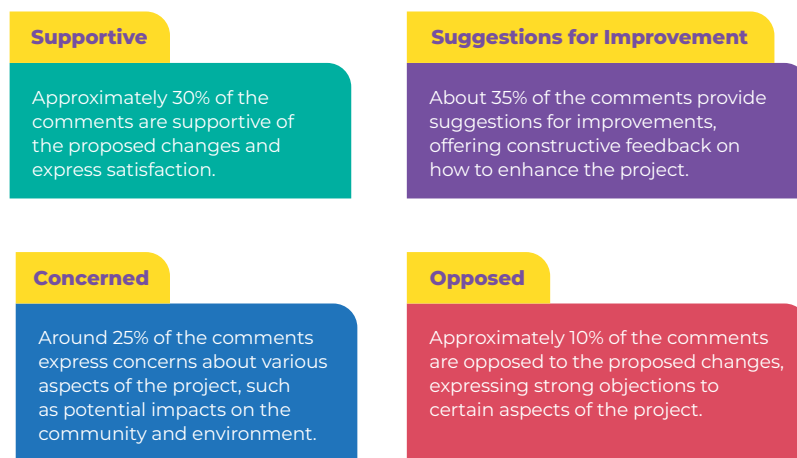 Supportive
Approximately 30% of the
comments are supportive of
the proposed changes and
express satisfaction.
Suggestions for Improvement
About 35% of the comments provide
suggestions for improvements,
offering constructive feedback on
how to enhance the project.
Concerned
Around 25% of the comments
express concerns about various
aspects of the project, such
as potential impacts on the
community and environment.
Opposed
Approximately 10% of the comments
are opposed to the proposed changes,
expressing strong objections to
certain aspects of the project.